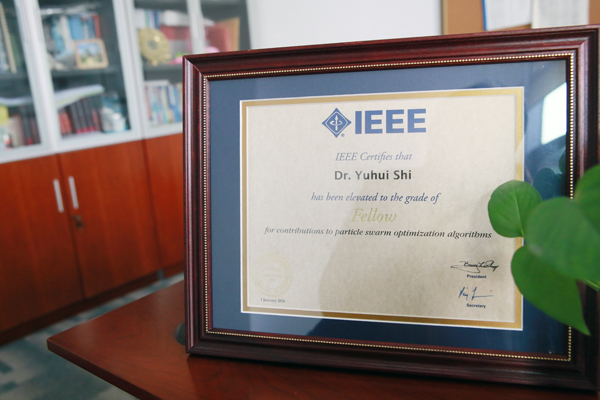 IEEE
IEEE Certifies that
Dr. Yuhui Shi
has been elevated to the grade of
Fellow
for contributions to particle swarm optimization algorithms
President
Secretary